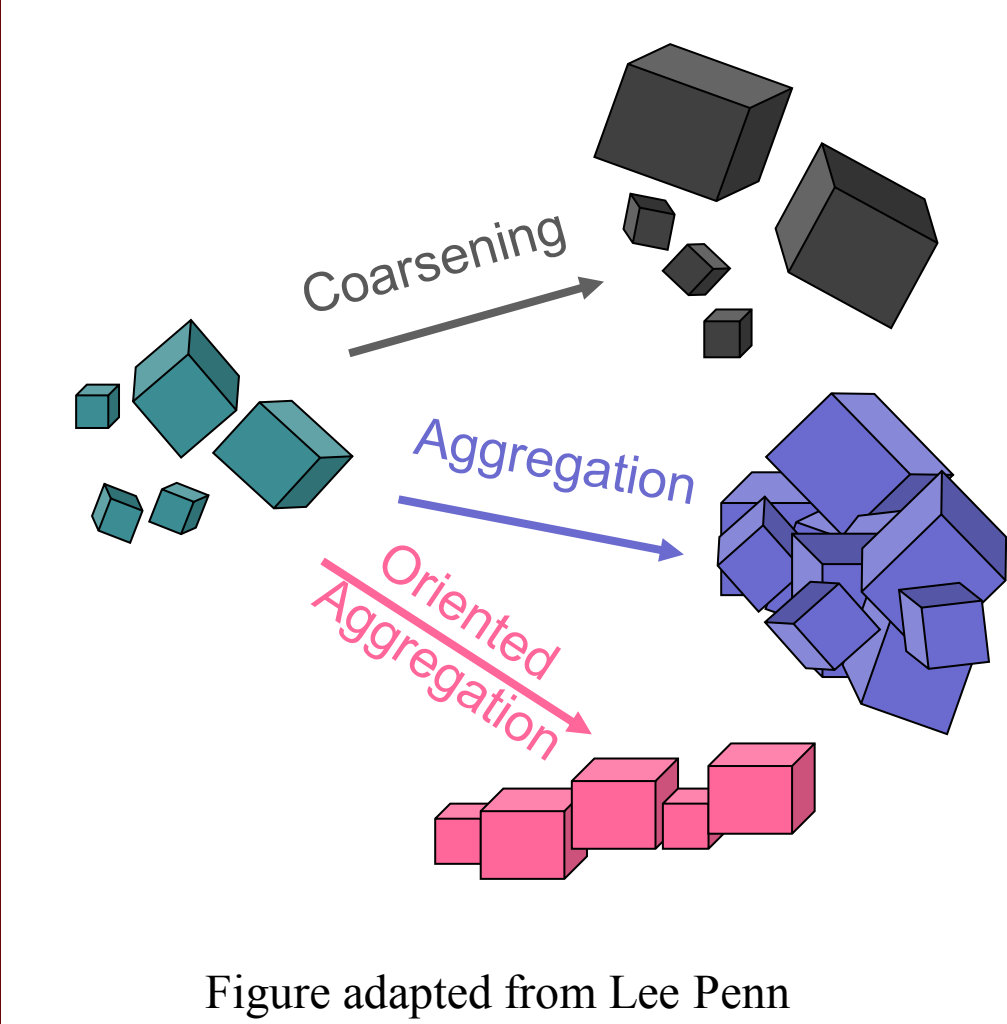 Coarsening
Aggregation
Oriented
Aggregation
Figure adapted from Lee Penn